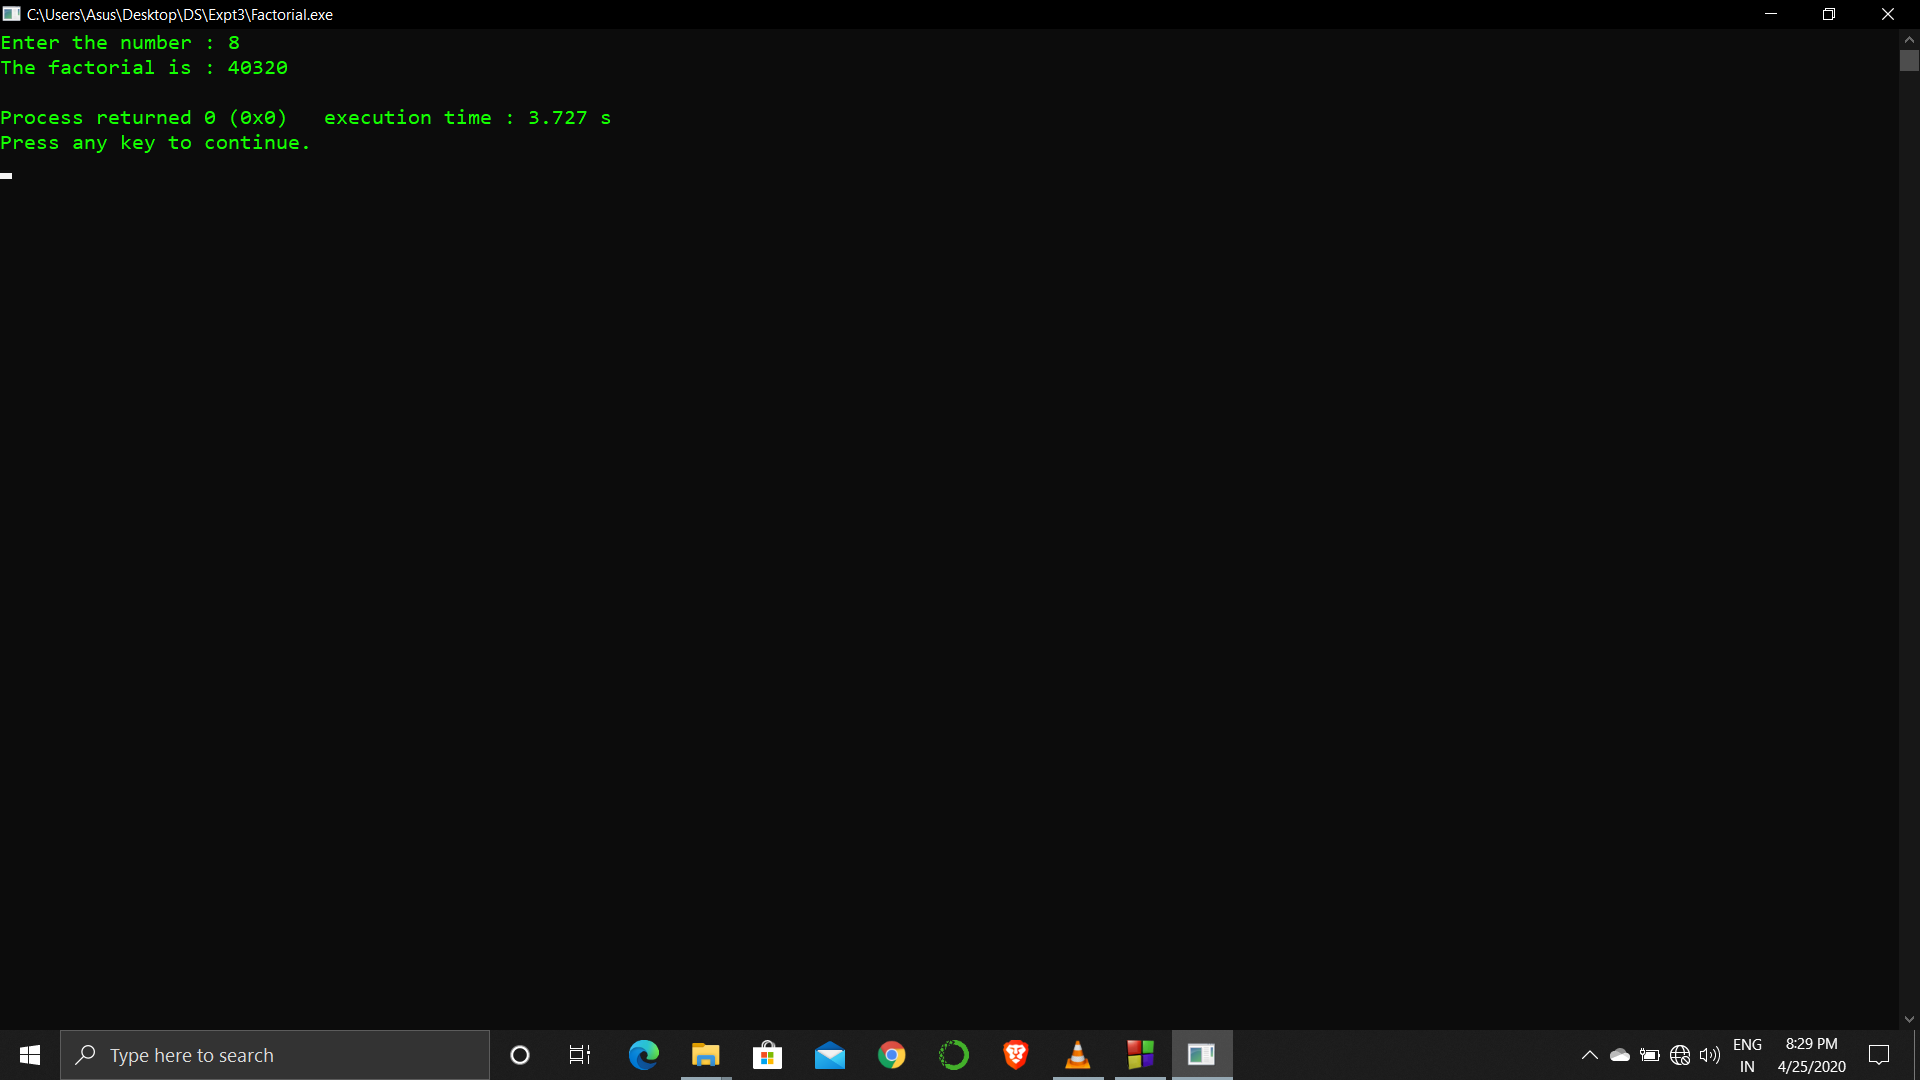 C:\Users\Asus\Desktop\DS\Expt3\Factorial.exe
Enter the number : 8
The factorial is : 40320
Process returned 0 (0x0)   execution time : 3.727 s
Press any key to continue.
Type here to search
ENG
IN
8:29 PM
4/25/2020